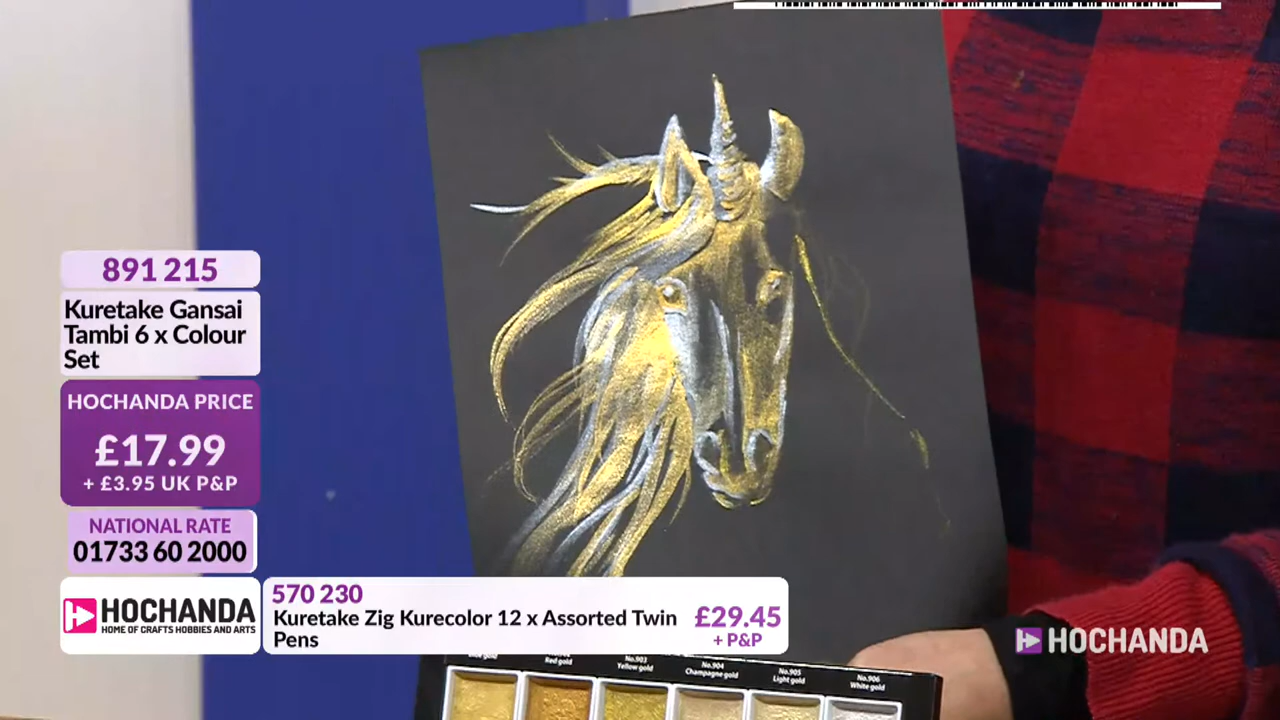 891 215
Kuretake Gansai
Tambi 6 x Colour
Set
HOCHANDA PRICE
£17.99
+ £3.95 UK P&P
NATIONAL RATE
01733 60 2000
HOCHANDA
HOME OF CRAFTS HOBBIES AND ARTS
570 230
Kuretake Zig Kurecolor 12 x Assorted Twin
Pens
£29.45
+ P&P
HOCHANDA
Red gold
No.903
Yellow gold
No.904
Champagne gold
No.905
Light gold
No.906
White gold